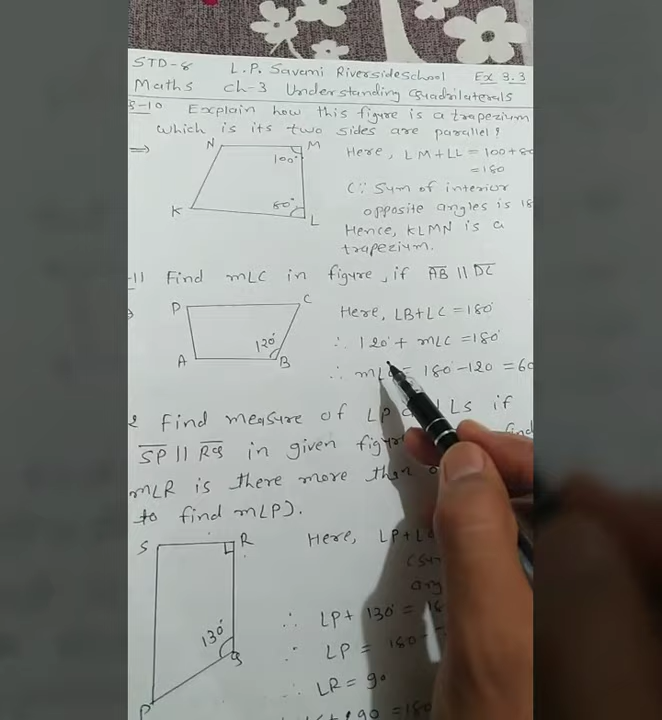 STD-8 L.P. Savani Riverside School Ex 3.3
Maths ch-3 Understanding Quadrilaterals
-10 Explain how this figure is a trapezium
which is its two sides are parallel?
⇒ N M Here, ∠M+∠L = 100+80
100° =180
(∵ Sum of interior
K 80° L opposite angles is 18
Hence, KLMN is a
trapezium.
-11 Find m∠C in figure, if AB || DC
D C Here, ∠B+∠C =180°
∴ 120° + m∠C =180°
A 120° B ∴ = 180°-120 =60
Find measure of ∠P ∠S if
SP || RQ in given
m∠R is there more than
to find m∠P).
S R Here, ∠P+∠
∴ ∠P+ 130° =
130° Q ∴ ∠P = 180-
∴ ∠R = 90
P +90 =180